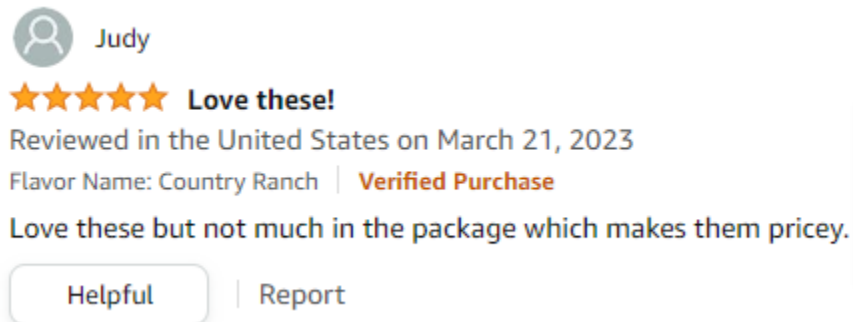 Judy
Love these!
Reviewed in the United States on March 21, 2023
Flavor Name: Country Ranch Verified Purchase
Love these but not much in the package which makes them pricey.
Helpful Report